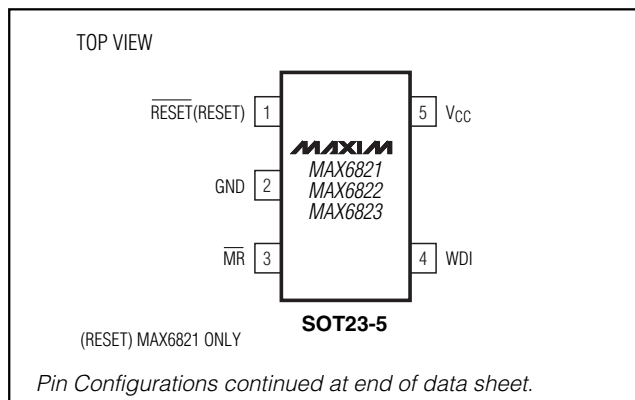 TOP VIEW
RESET(RESET) 1
5 VCC
MAXIM
MAX6821
MAX6822
MAX6823
GND 2
MR 3
4 WDI
SOT23-5
(RESET) MAX6821 ONLY
Pin Configurations continued at end of data sheet.